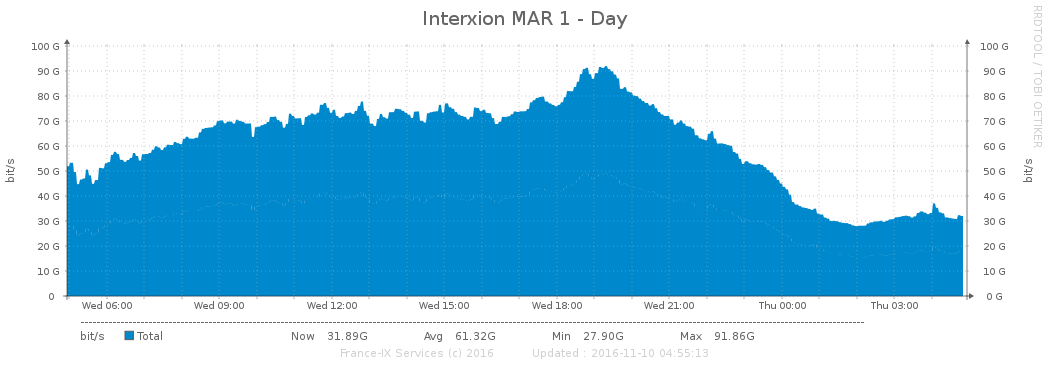 Interxion MAR 1 - Day
RRDTOOL / TOBI OETIKER
100 G 100 G
90 G 90 G
80 G 80 G
70 G 70 G
60 G 60 G
50 G 50 G
40 G 40 G
30 G 30 G
20 G 20 G
10 G 10 G
0 0 G
bit/s bit/s
Wed 06:00 Wed 09:00 Wed 12:00 Wed 15:00 Wed 18:00 Wed 21:00 Thu 00:00 Thu 03:00
bit/s Total Now 31.89G Avg 61.32G Min 27.90G Max 91.86G
France-IX Services (c) 2016 Updated : 2016-11-10 04:55:13